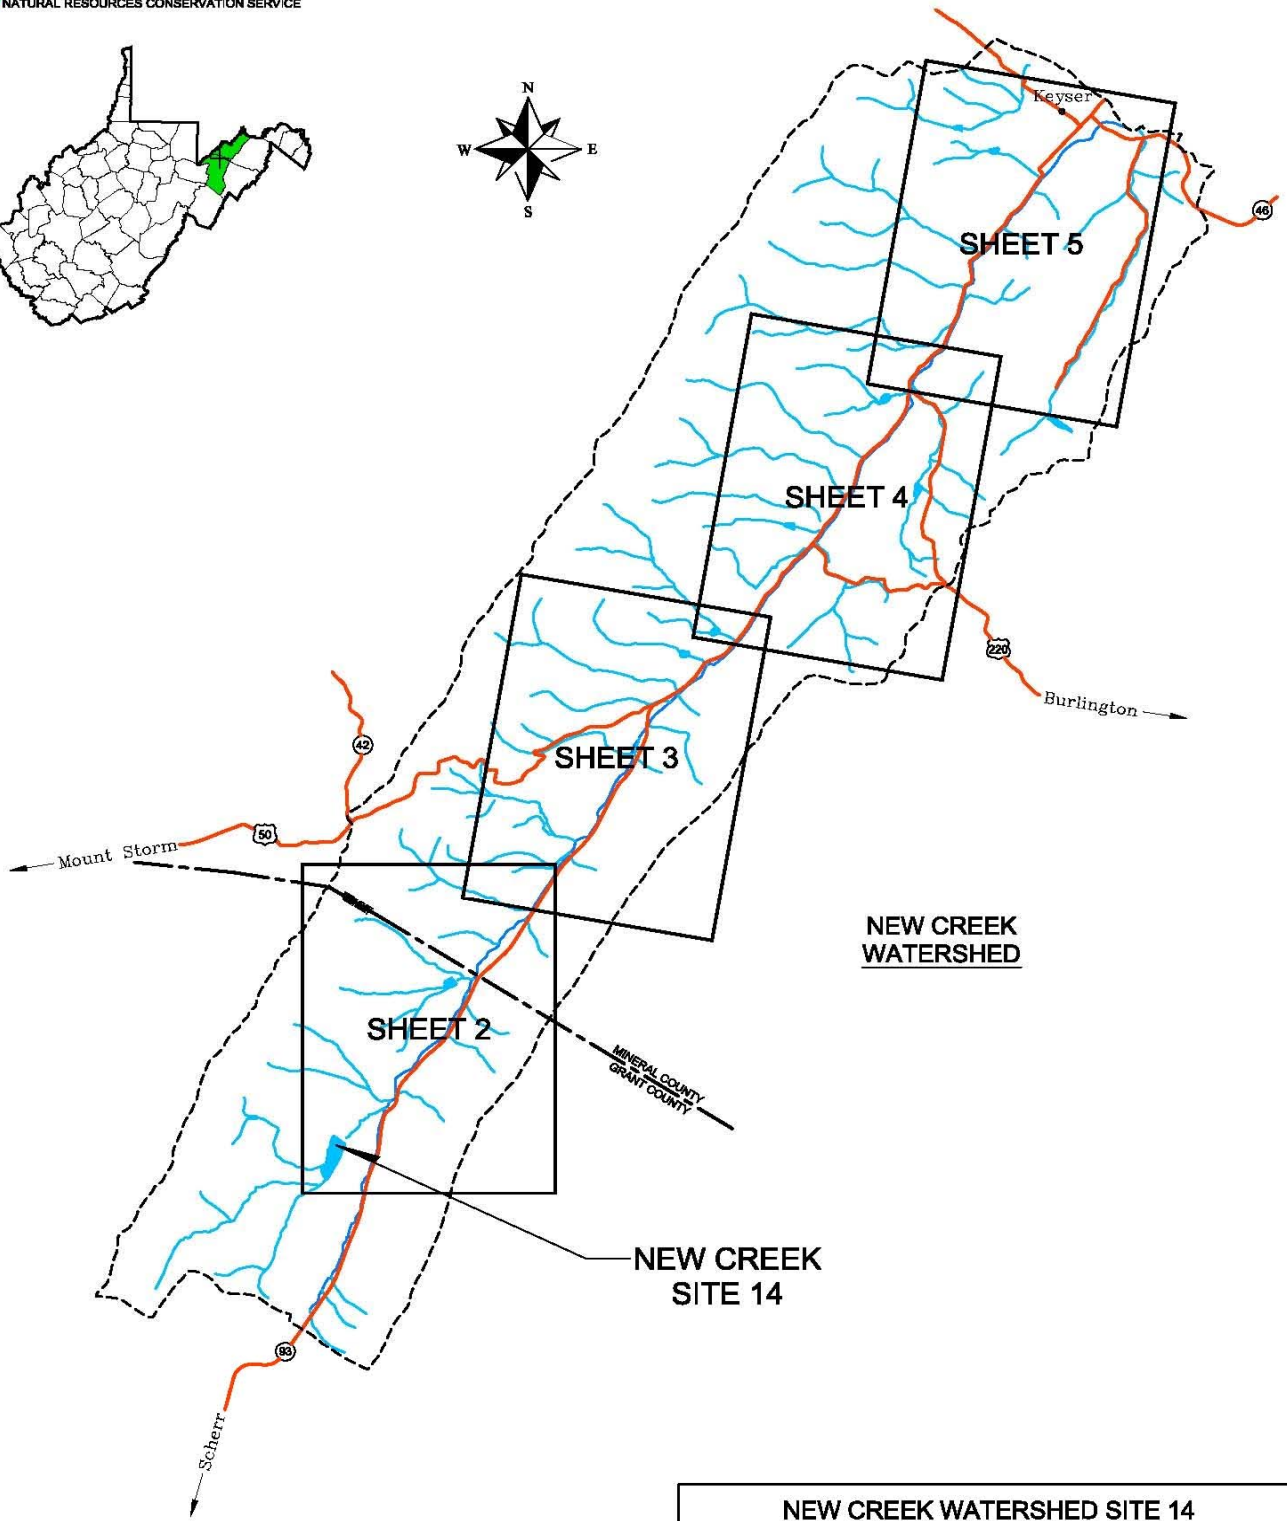 NATURAL RESOURCES CONSERVATION SERVICE
N
W
E
S
Keyser
46
SHEET 5
SHEET 4
220
Burlington
42
SHEET 3
50
Mount Storm
NEW CREEK
WATERSHED
SHEET 2
MINERAL COUNTY
GRANT COUNTY
NEW CREEK
SITE 14
93
Scherr
NEW CREEK WATERSHED SITE 14